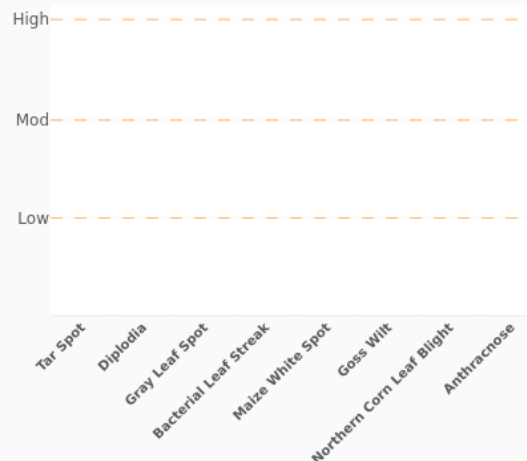 High
Mod
Low
Tar Spot
Diplodia
Gray Leaf Spot
Bacterial Leaf Streak
Maize White Spot
Goss Wilt
Northern Corn Leaf Blight
Anthracnose